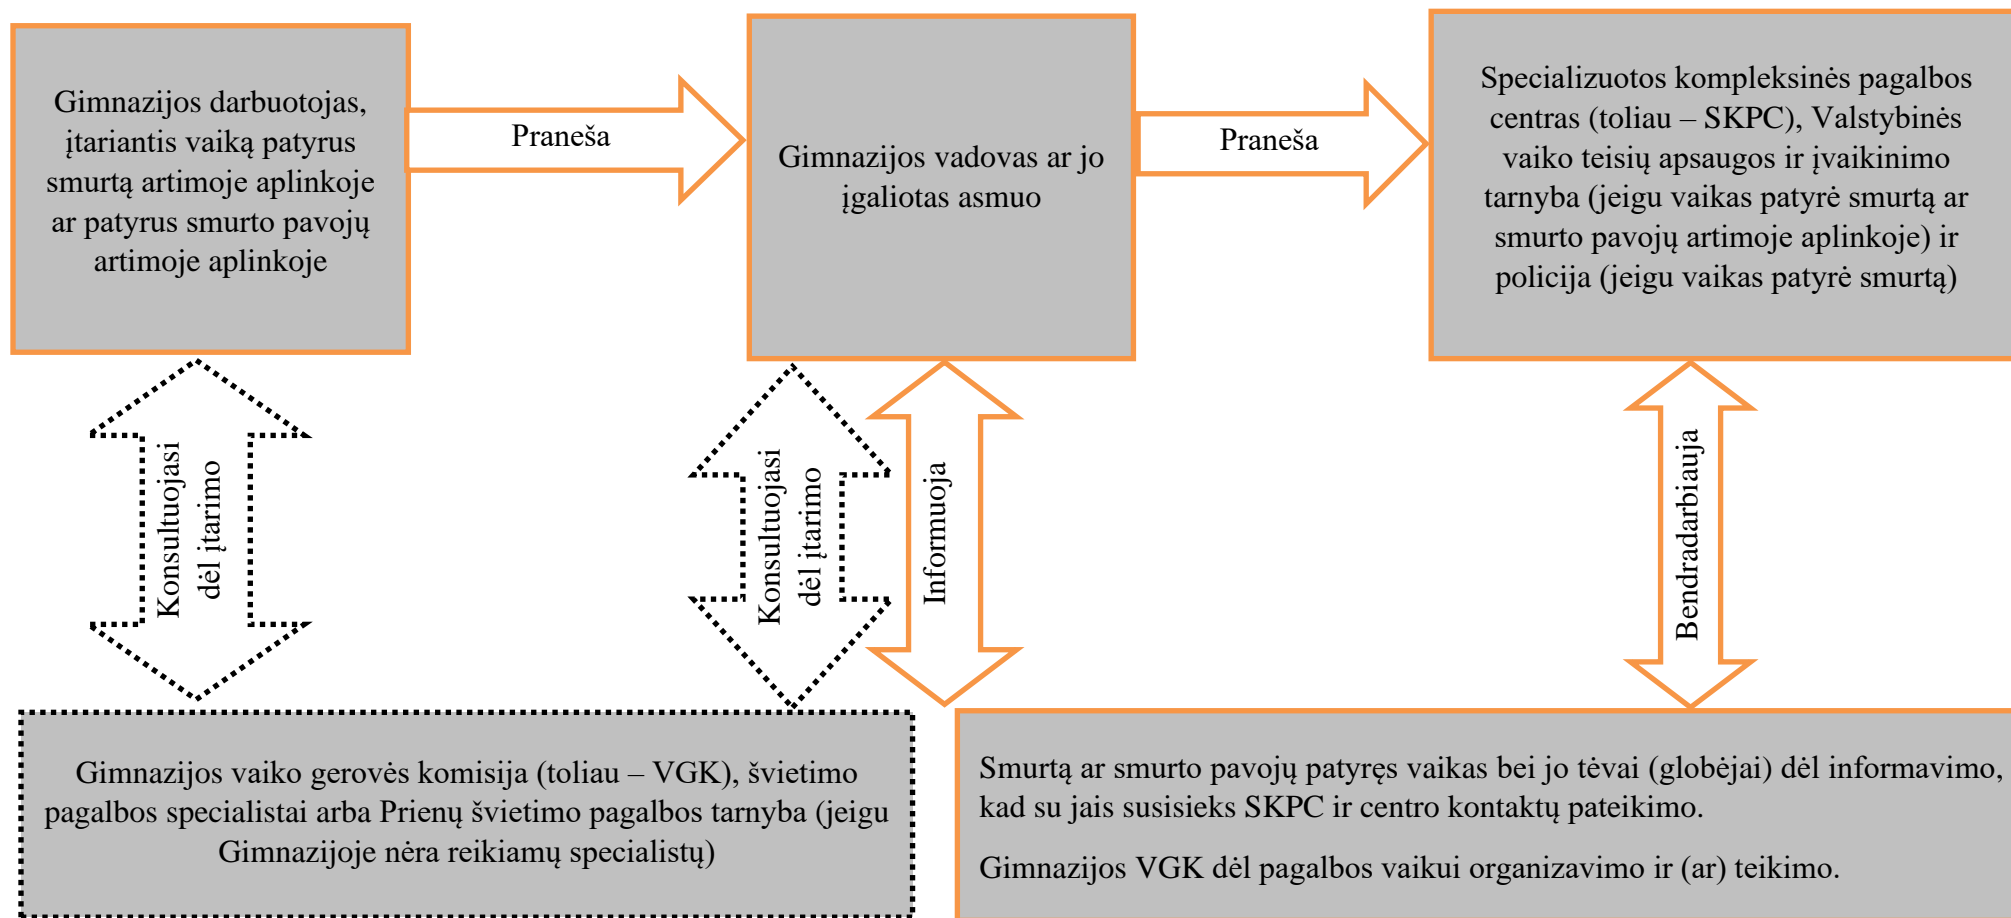 Gimnazijos darbuotojas,
įtariantis vaiką patyrus
smurtą artimoje aplinkoje
ar patyrus smurto pavojų
artimoje aplinkoje
Praneša
Gimnazijos vadovas ar jo
įgaliotas asmuo
Praneša
Specializuotos kompleksinės pagalbos
centras (toliau – SKPC), Valstybinės
vaiko teisių apsaugos ir įvaikinimo
tarnyba (jeigu vaikas patyrė smurtą ar
smurto pavojų artimoje aplinkoje) ir
policija (jeigu vaikas patyrė smurtą)
Konsultuojasi
dėl įtarimo
Konsultuojasi
dėl įtarimo
Informuoja
Bendradarbiauja
Gimnazijos vaiko gerovės komisija (toliau – VGK), švietimo
pagalbos specialistai arba Prienų švietimo pagalbos tarnyba (jeigu
Gimnazijoje nėra reikiamų specialistų)
Smurtą ar smurto pavojų patyręs vaikas bei jo tėvai (globėjai) dėl informavimo,
kad su jais susisieks SKPC ir centro kontaktų pateikimo.
Gimnazijos VGK dėl pagalbos vaikui organizavimo ir (ar) teikimo.